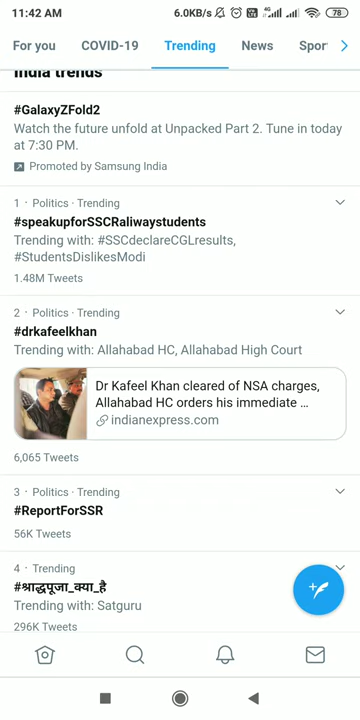 11:42 AM 6.0KB/s 4G 78
For you COVID-19 Trending News Spor
India trends
#GalaxyZFold2
Watch the future unfold at Unpacked Part 2. Tune in today
at 7:30 PM.
Promoted by Samsung India
1 · Politics · Trending
#speakupforSSCRaliwaystudents
Trending with: #SSCdeclareCGLresults,
#StudentsDislikesModi
1.48M Tweets
2 · Politics · Trending
#drkafeelkhan
Trending with: Allahabad HC, Allahabad High Court
Dr Kafeel Khan cleared of NSA charges,
Allahabad HC orders his immediate ...
indianexpress.com
6,065 Tweets
3 · Politics · Trending
#ReportForSSR
56K Tweets
4 · Trending
#श्राद्धपूजा_क्या_है
Trending with: Satguru
296K Tweets